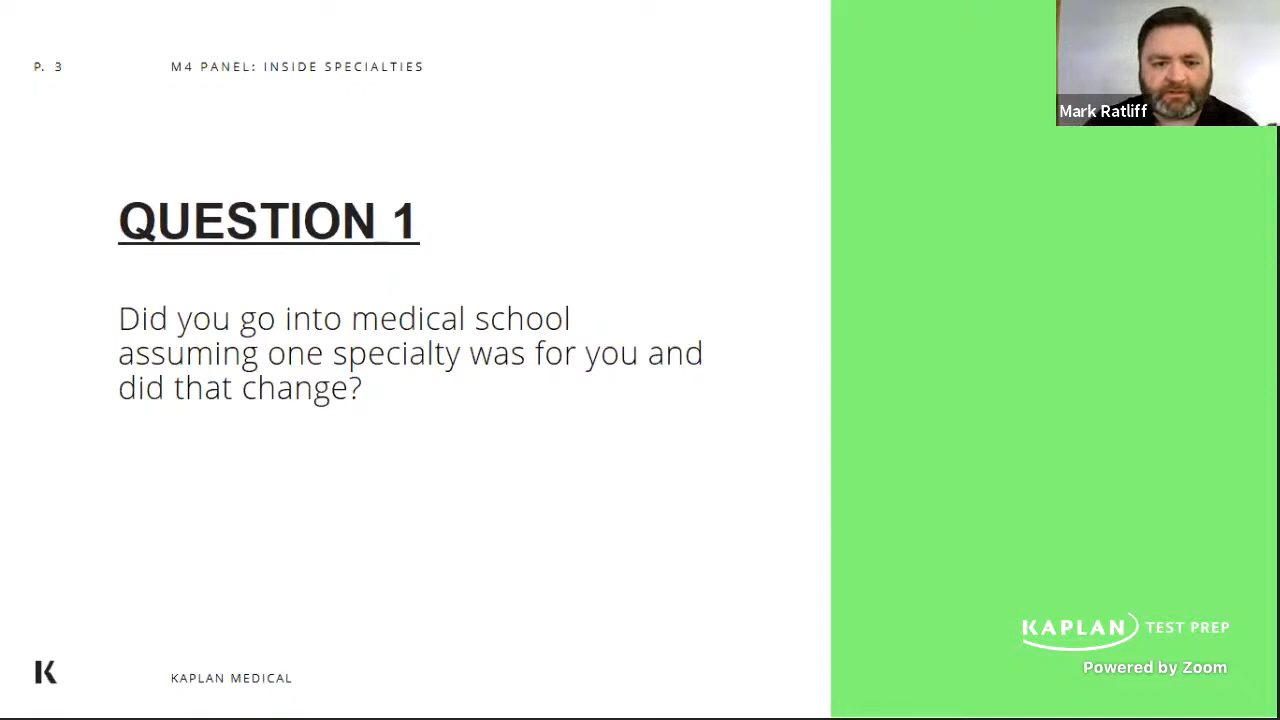 P. 3
M4 PANEL: INSIDE SPECIALTIES
Mark Ratliff
QUESTION 1
Did you go into medical school
assuming one specialty was for you and
did that change?
KAPLAN TEST PREP
Powered by Zoom
K
KAPLAN MEDICAL